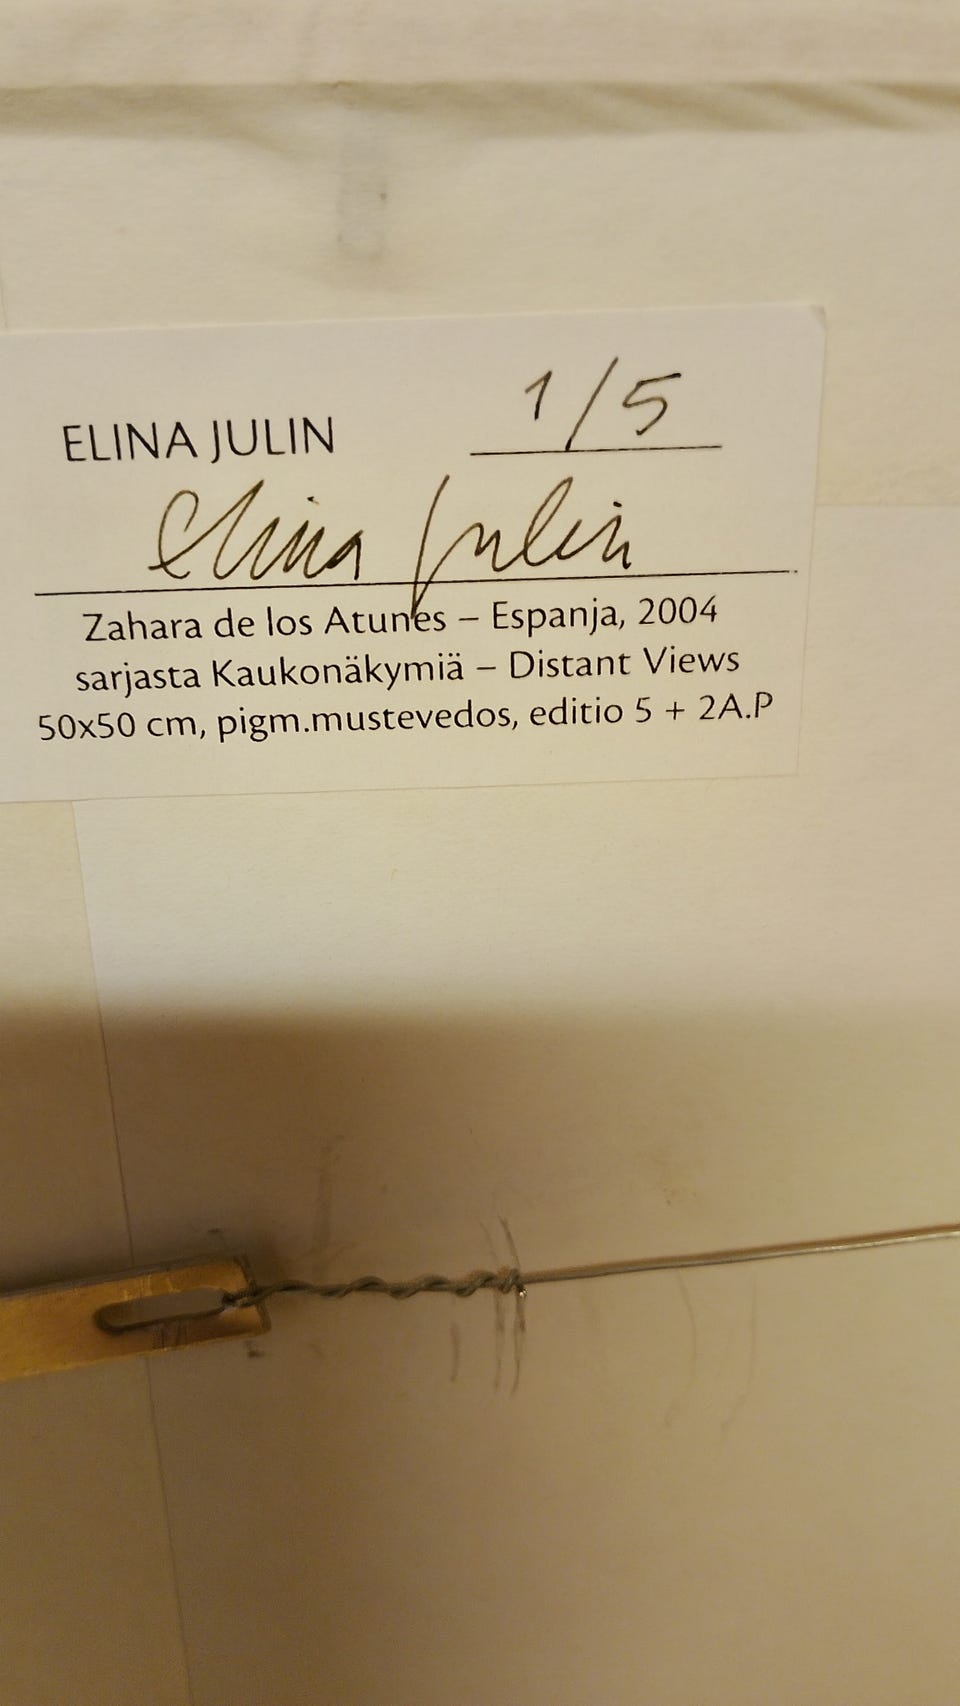 ELINA JULIN 1/5
Elina Julin
Zahara de los Atunes – Espanja, 2004
sarjasta Kaukonäkymiä – Distant Views
50x50 cm, pigm.mustevedos, editio 5 + 2A.P